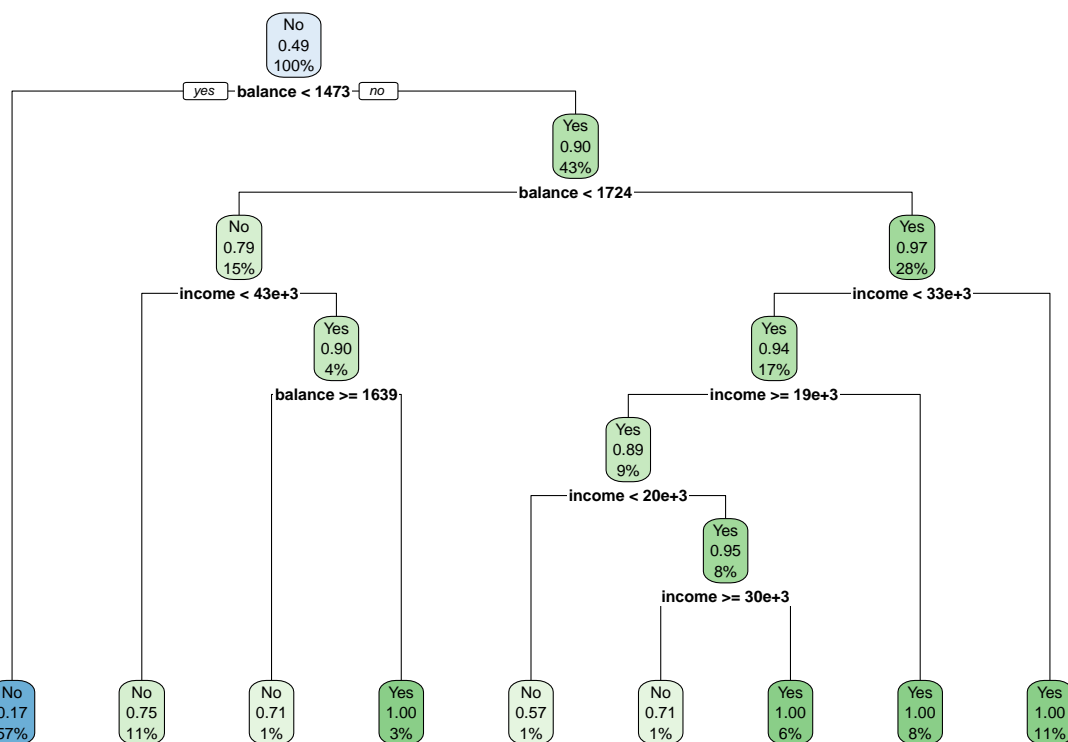 No
0.49
100%
yes balance < 1473 no
Yes
0.90
43%
balance < 1724
No
0.79
15%
Yes
0.97
28%
income < 43e+3
income < 33e+3
Yes
0.90
4%
Yes
0.94
17%
balance >= 1639
income >= 19e+3
Yes
0.89
9%
income < 20e+3
Yes
0.95
8%
income >= 30e+3
No
0.17
57%
No
0.75
11%
No
0.71
1%
Yes
1.00
3%
No
0.57
1%
No
0.71
1%
Yes
1.00
6%
Yes
1.00
8%
Yes
1.00
11%